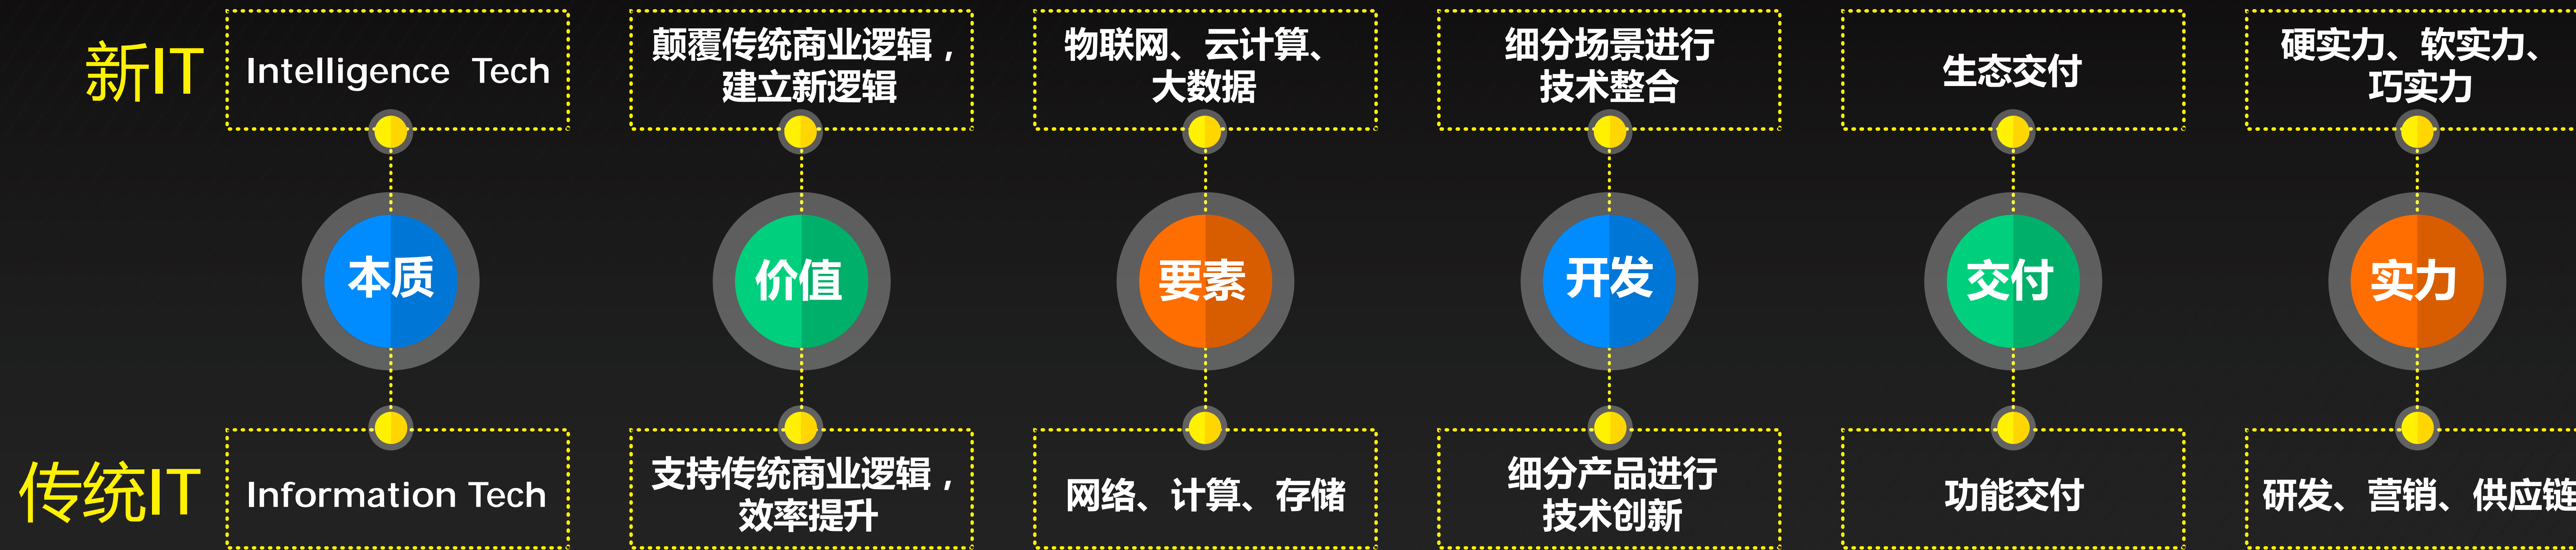 新IT
Intelligence Tech
颠覆传统商业逻辑，
建立新逻辑
物联网、云计算、
大数据
细分场景进行
技术整合
生态交付
硬实力、软实力、
巧实力
本质
价值
要素
开发
交付
实力
传统IT
Information Tech
支持传统商业逻辑，
效率提升
网络、计算、存储
细分产品进行
技术创新
功能交付
研发、营销、供应链